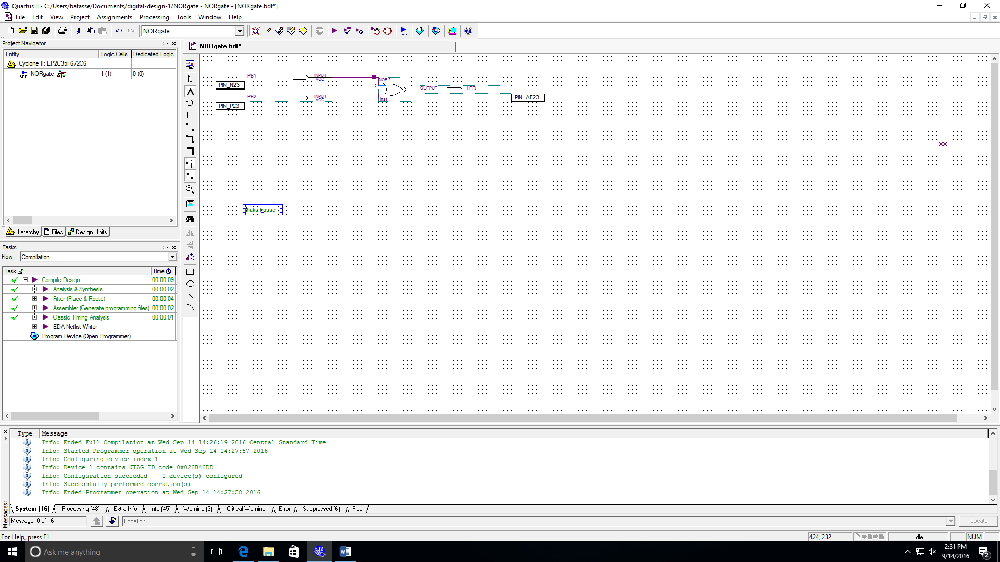 Quartus II - C:/Users/bafasse/Documents/digital-design-1/NORgate - NORgate - [NORgate.bdf*]
File Edit View Project Assignments Processing Tools Window Help
NORgate
STOP
Project Navigator
NORgate.bdf*
Entity Logic Cells Dedicated Logic
Cyclone II: EP2C35F672C6
BDF NORgate 1 (1) 0 (0)
PB1 INPUT
VCC
PIN_N23
NOR2
OUTPUT LED
PB2 INPUT
VCC
inst
PIN_AE23
PIN_P23
Blake Fasse
Hierarchy Files Design Units
Tasks
Flow: Compilation
Task Time
Compile Design 00:00:09
Analysis & Synthesis 00:00:02
Fitter (Place & Route) 00:00:04
Assembler (Generate programming files) 00:00:02
Classic Timing Analysis 00:00:01
EDA Netlist Writer
Program Device (Open Programmer)
Type Message
Info: Ended Full Compilation at Wed Sep 14 14:26:19 2016 Central Standard Time
Info: Started Programmer operation at Wed Sep 14 14:27:57 2016
Info: Configuring device index 1
Info: Device 1 contains JTAG ID code 0x020B40DD
Info: Configuration succeeded -- 1 device(s) configured
Info: Successfully performed operation(s)
Info: Ended Programmer operation at Wed Sep 14 14:27:58 2016
System (16) Processing (48) Extra Info Info (45) Warning (3) Critical Warning Error Suppressed (6) Flag
Messages
Message: 0 of 16 Location: Locate
For Help, press F1 424, 232 Idle NUM
Ask me anything
2:31 PM
9/14/2016
2